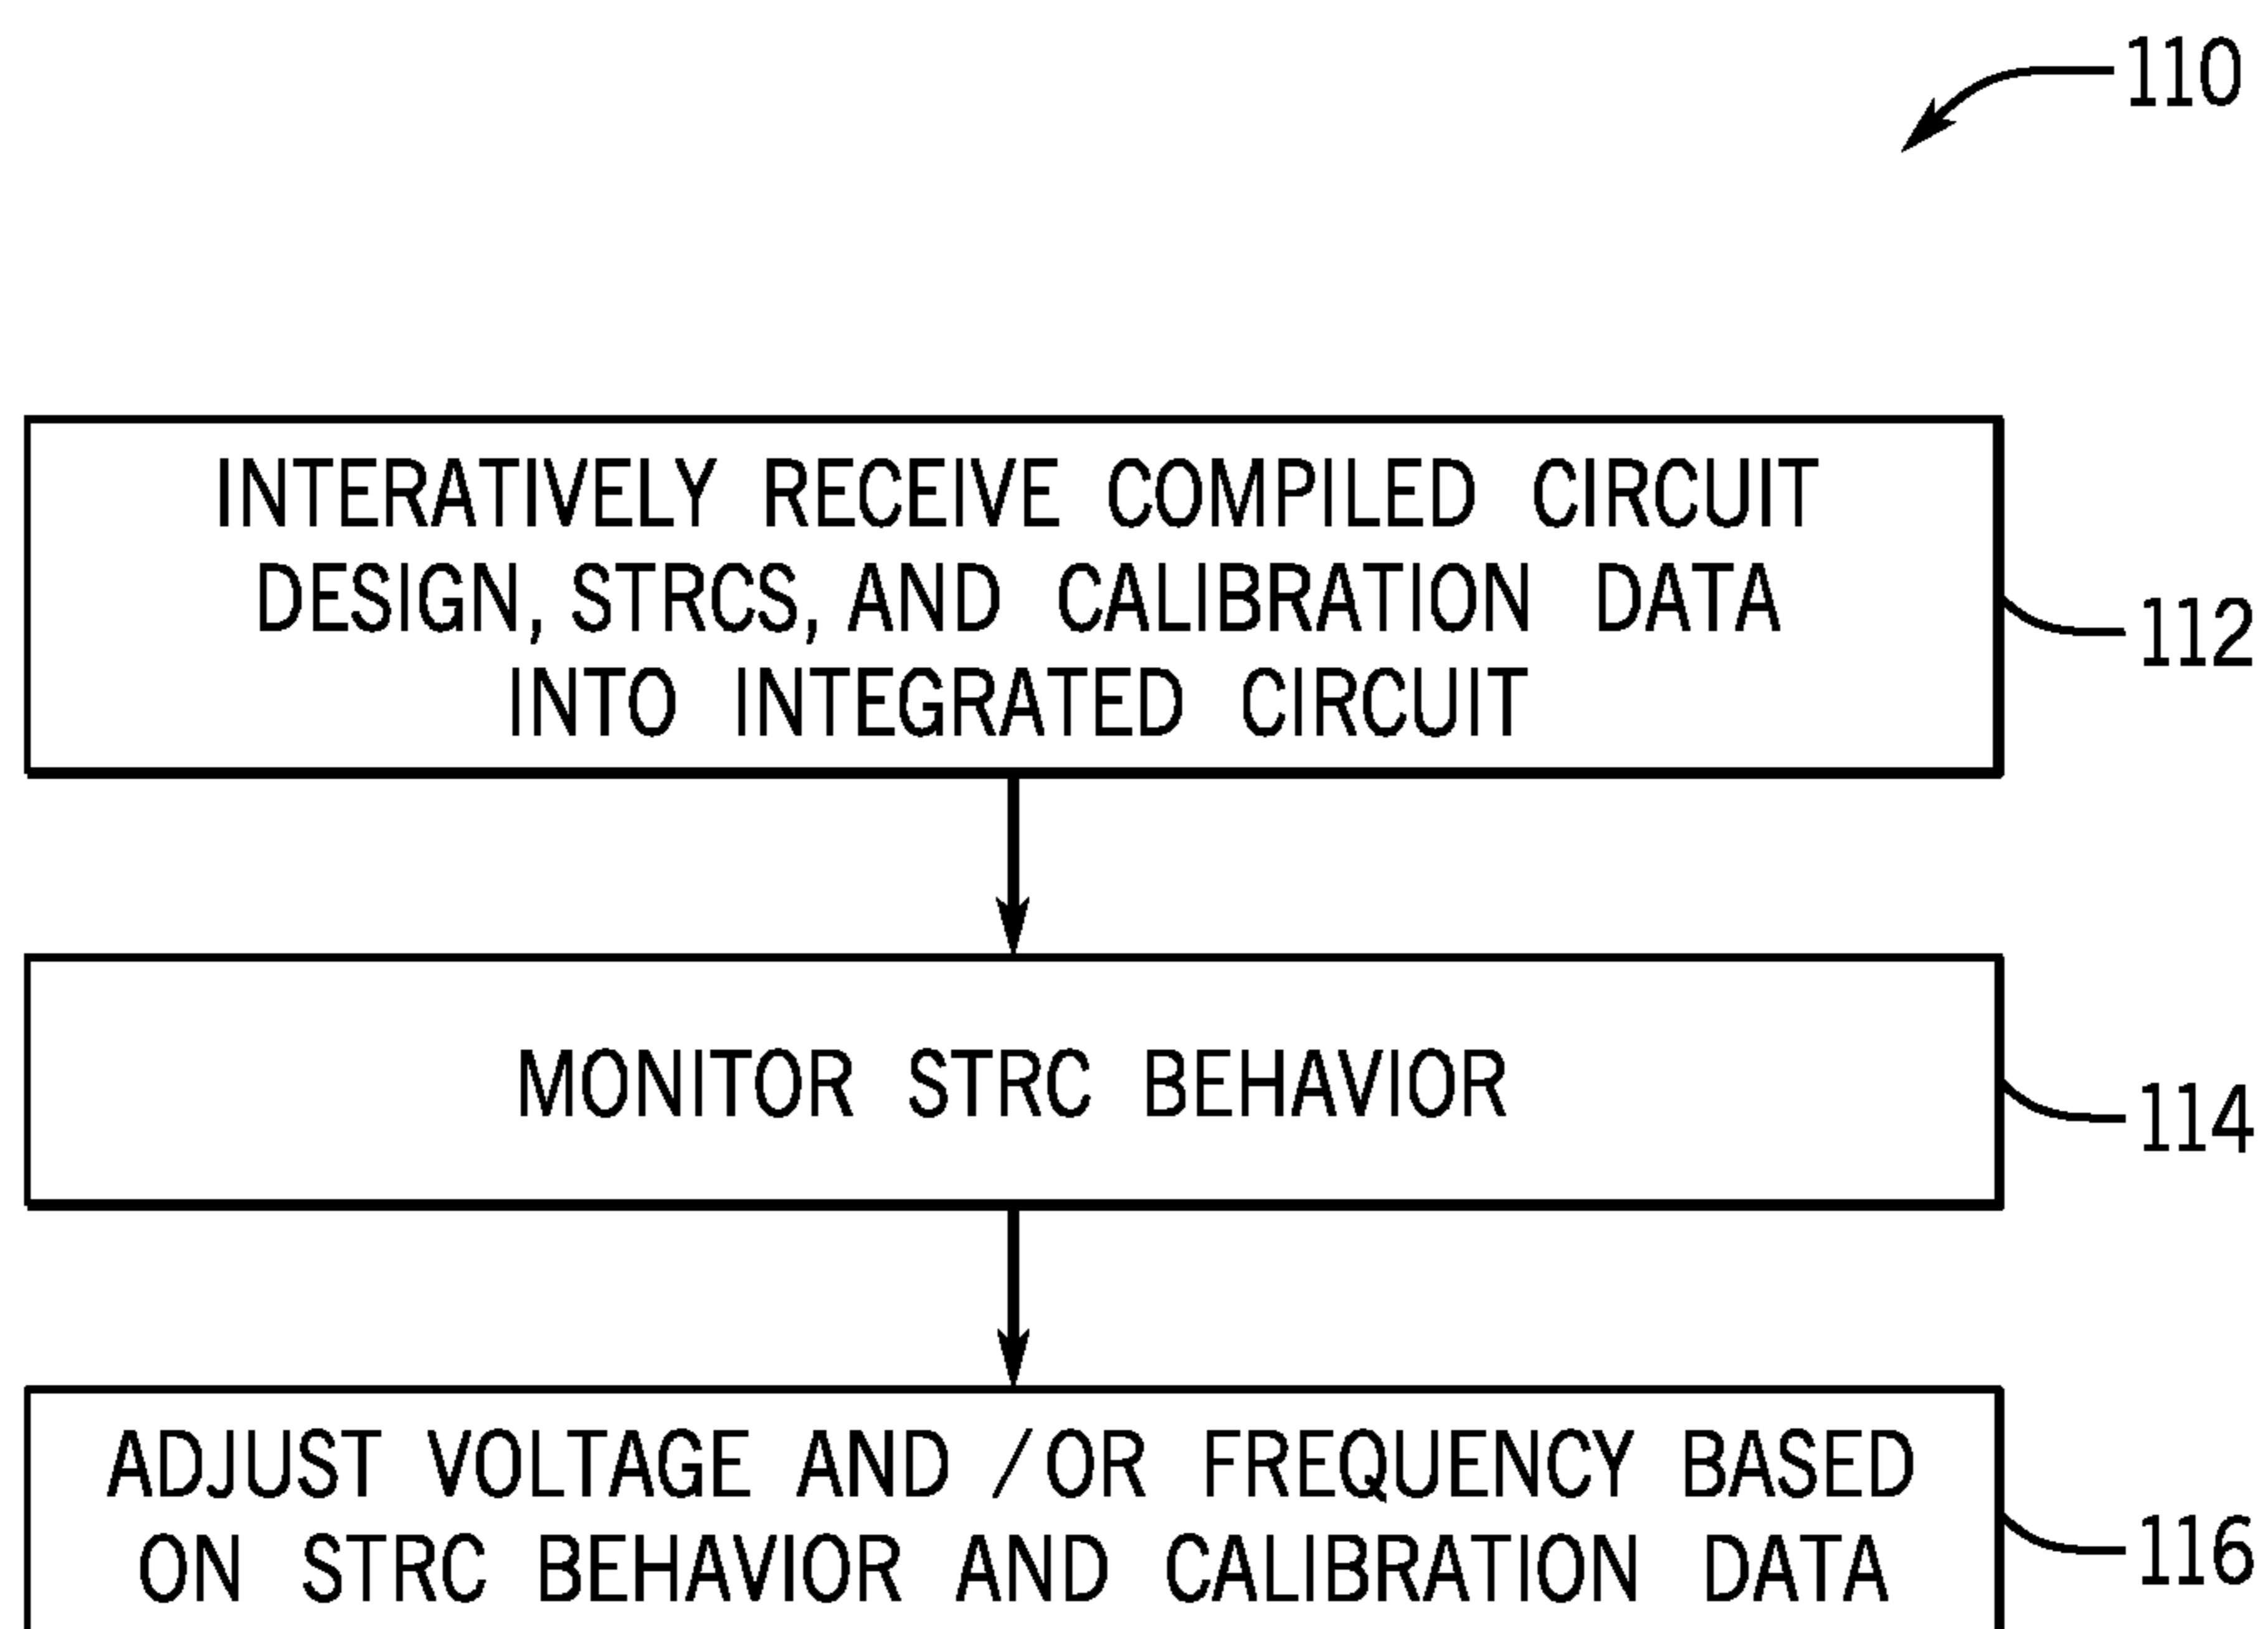 110
INTERATIVELY RECEIVE COMPILED CIRCUIT
DESIGN, STRCS, AND CALIBRATION DATA
INTO INTEGRATED CIRCUIT
112
MONITOR STRC BEHAVIOR
114
ADJUST VOLTAGE AND /OR FREQUENCY BASED
ON STRC BEHAVIOR AND CALIBRATION DATA
116